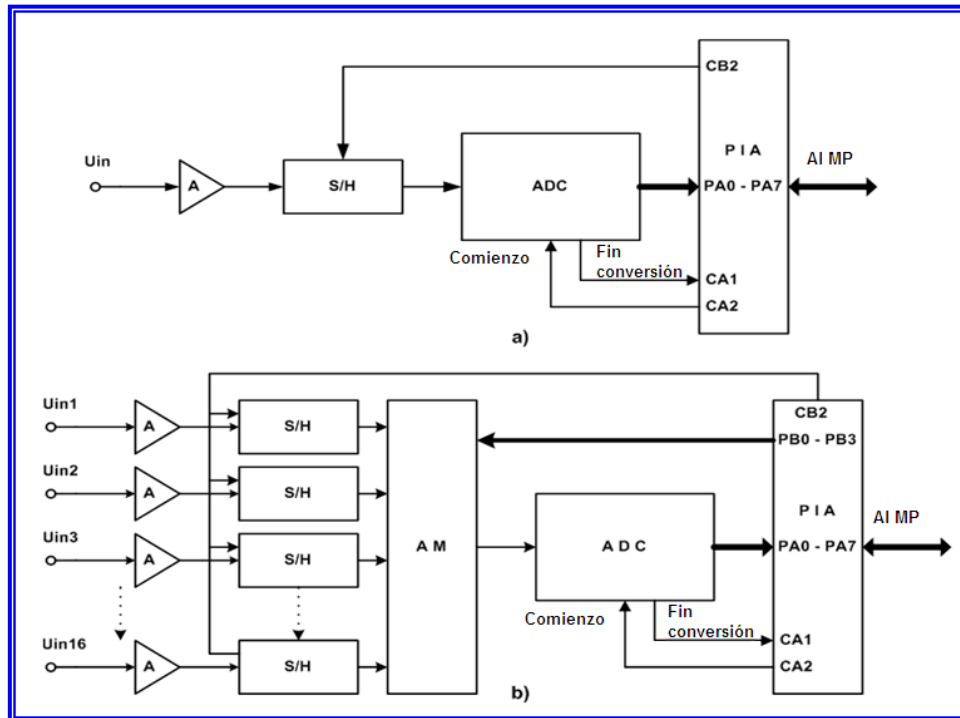 CB2
Uin
A
S/H
ADC
P I A
PA0 - PA7
Al MP
Comienzo
Fin
conversión
CA1
CA2
a)
Uin1
A
S/H
CB2
PB0 - PB3
Uin2
A
S/H
Uin3
A
S/H
A M
A D C
P I A
PA0 - PA7
Al MP
Comienzo
Fin
conversión
CA1
CA2
Uin16
A
S/H
b)